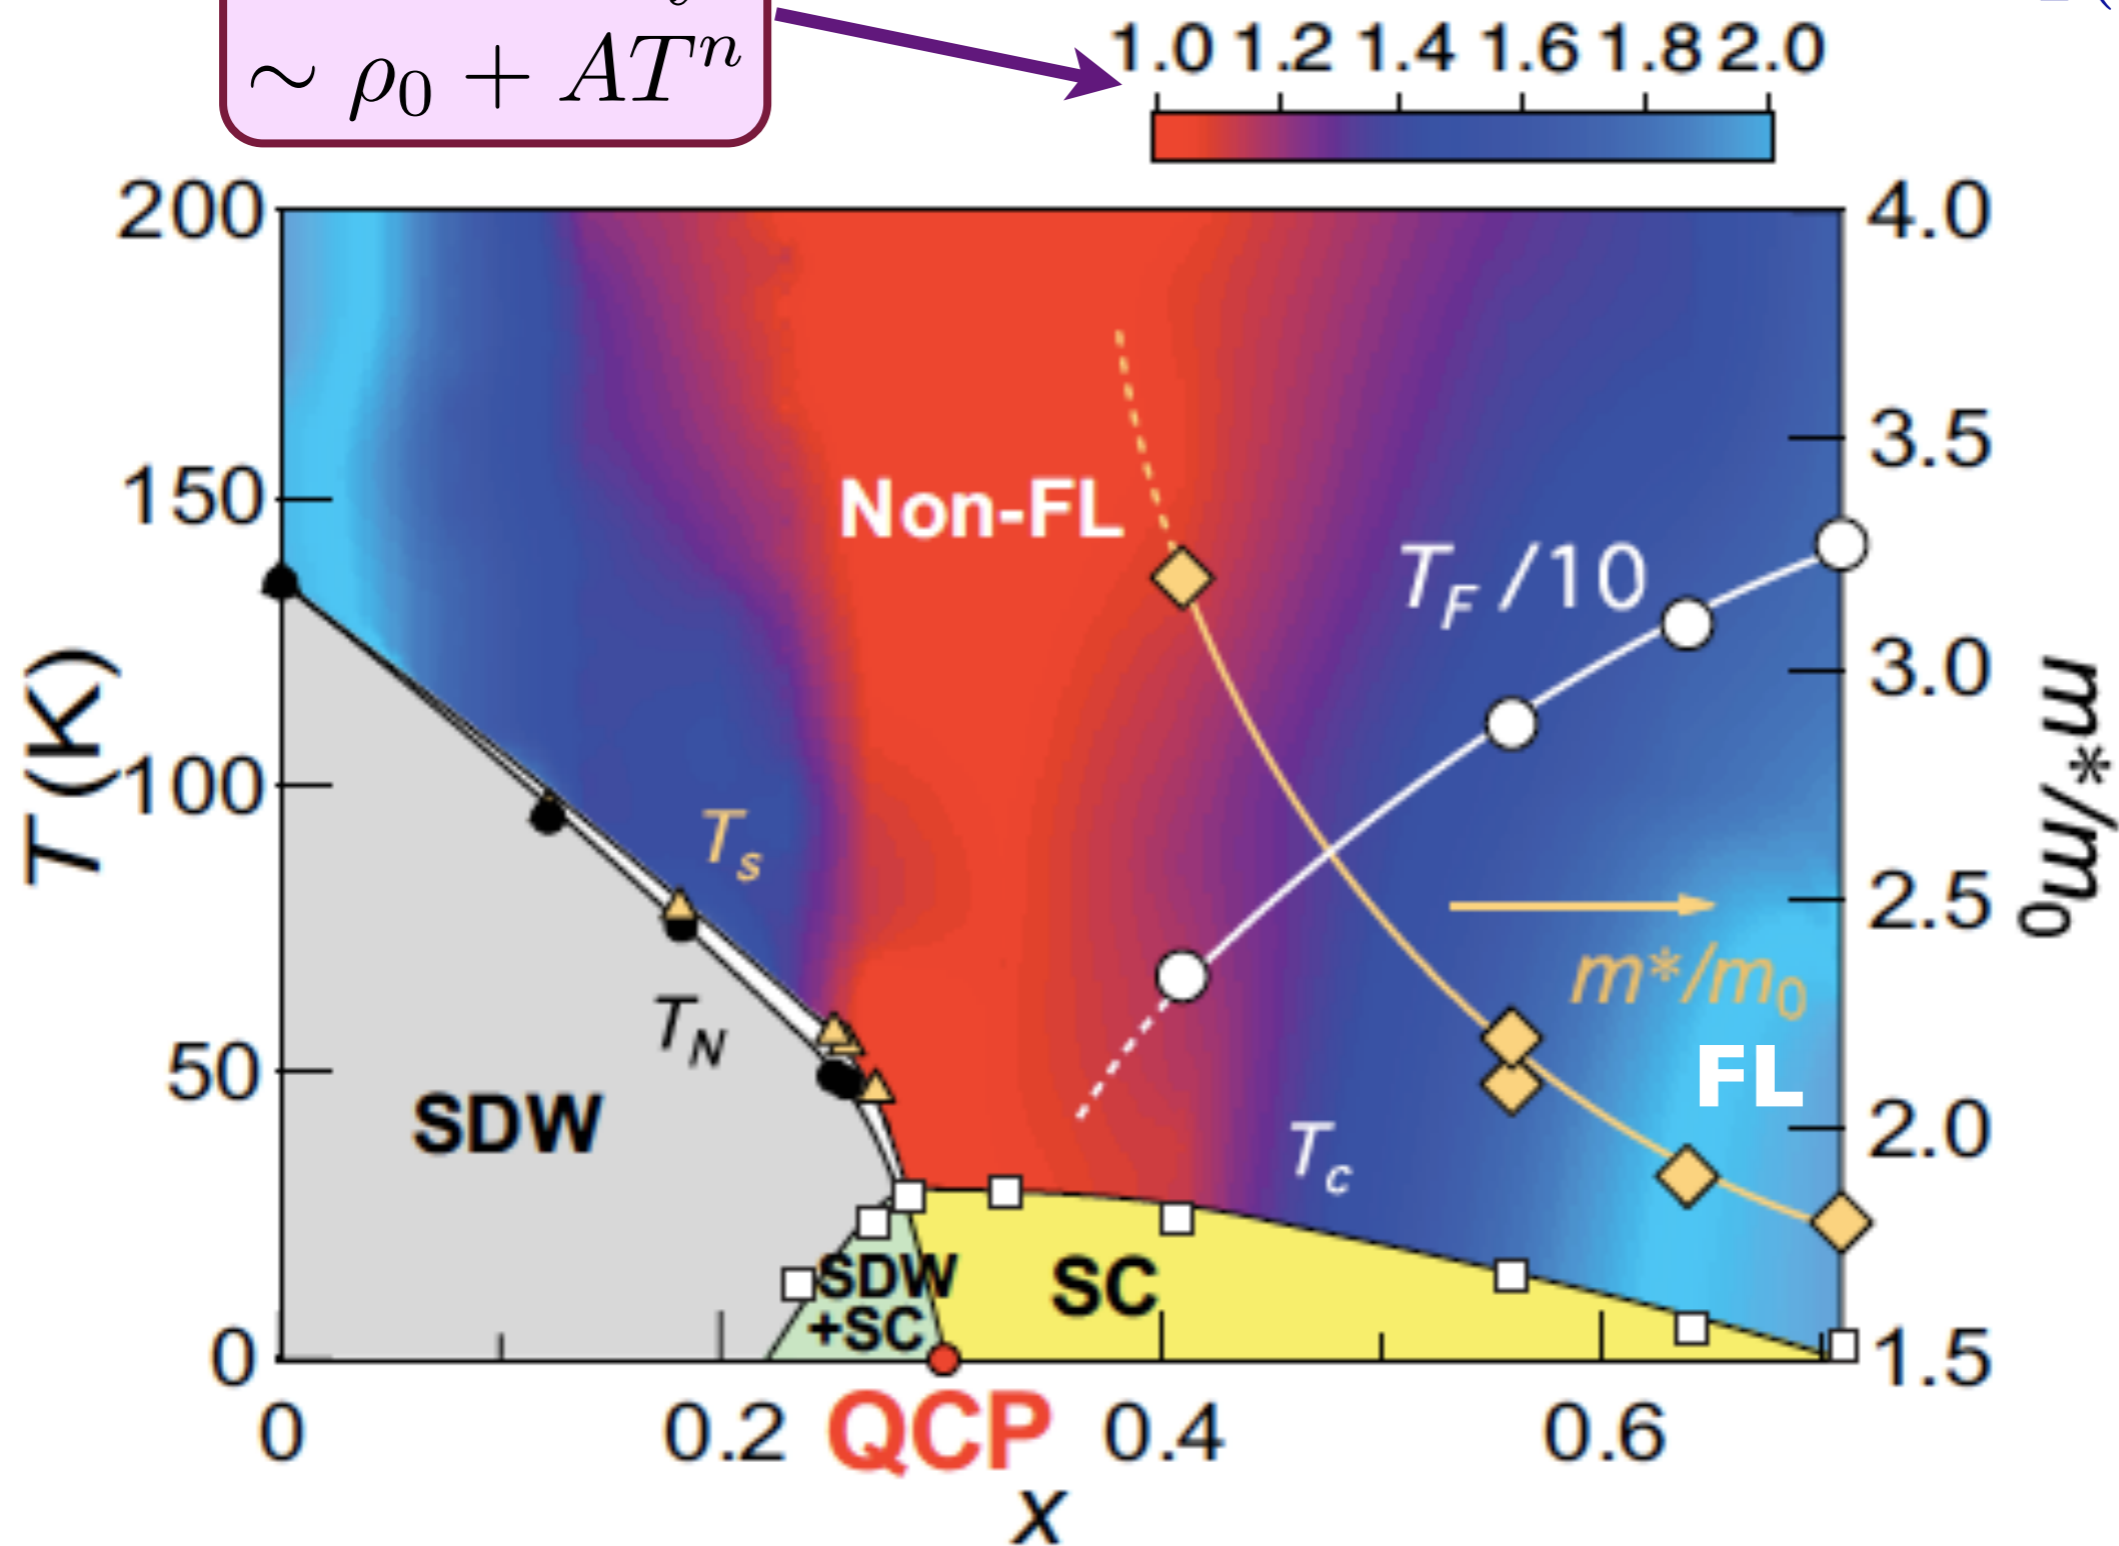 ∼ ρ₀ + ATⁿ
1.0 1.2 1.4 1.6 1.8 2.0
200
150
100
50
0
T (K)
4.0
3.5
3.0
2.5
2.0
1.5
m*/m₀
Non-FL
T_F /10
T_s
T_N
m*/m₀
FL
SDW
T_c
SDW
+SC
SC
0 0.2 QCP 0.4 0.6
x